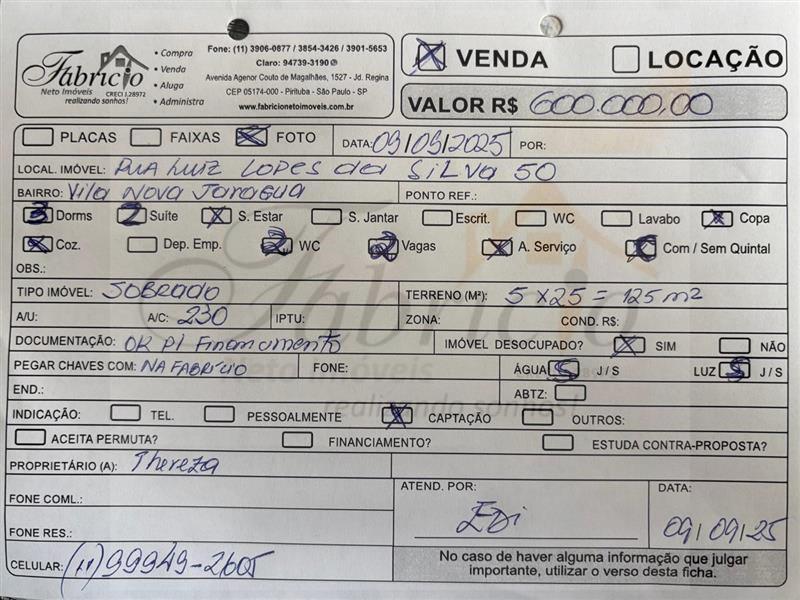 Fabrício
Neto Imóveis
CRECI J.28972
realizando sonhos!
• Compra
• Venda
• Aluga
• Administra
Fone: (11) 3906-0877 / 3854-3426 / 3901-5653
Claro: 94739-3190
Avenida Agenor Couto de Magalhães, 1527 - Jd. Regina
CEP 05174-000 - Pirituba - São Paulo - SP
www.fabricionetoimoveis.com.br
X VENDA LOCAÇÃO
VALOR R$ 600.000,00
PLACAS FAIXAS X FOTO DATA: 09/09/2025 POR:
LOCAL. IMÓVEL: RUA LUIZ LOPES da SILVA 50
BAIRRO: Vila Nova Jaragua PONTO REF.:
3 Dorms 2 Suíte X S. Estar S. Jantar Escrit. WC Lavabo X Copa
X Coz. Dep. Emp. 2 WC 2 Vagas X A. Serviço Com / Sem Quintal
OBS.:
TIPO IMÓVEL: SOBRADO TERRENO (M²): 5 x 25 = 125 m²
A/U: A/C: 230 IPTU: ZONA: COND. R$:
DOCUMENTAÇÃO: OK P/ Financiamento IMÓVEL DESOCUPADO? X SIM NÃO
PEGAR CHAVES COM: NA FABRICIO FONE: ÁGUA S J / S LUZ S J / S
END.: ABTZ:
INDICAÇÃO: TEL. PESSOALMENTE X CAPTAÇÃO OUTROS:
ACEITA PERMUTA? FINANCIAMENTO? ESTUDA CONTRA-PROPOSTA?
PROPRIETÁRIO (A): Thereza
FONE COML.: ATEND. POR: EDi DATA: 09/09/25
FONE RES.:
CELULAR: (11) 99949-2605
No caso de haver alguma informação que julgar
importante, utilizar o verso desta ficha.
Fabrício
Neto Imóveis
realizando sonhos!